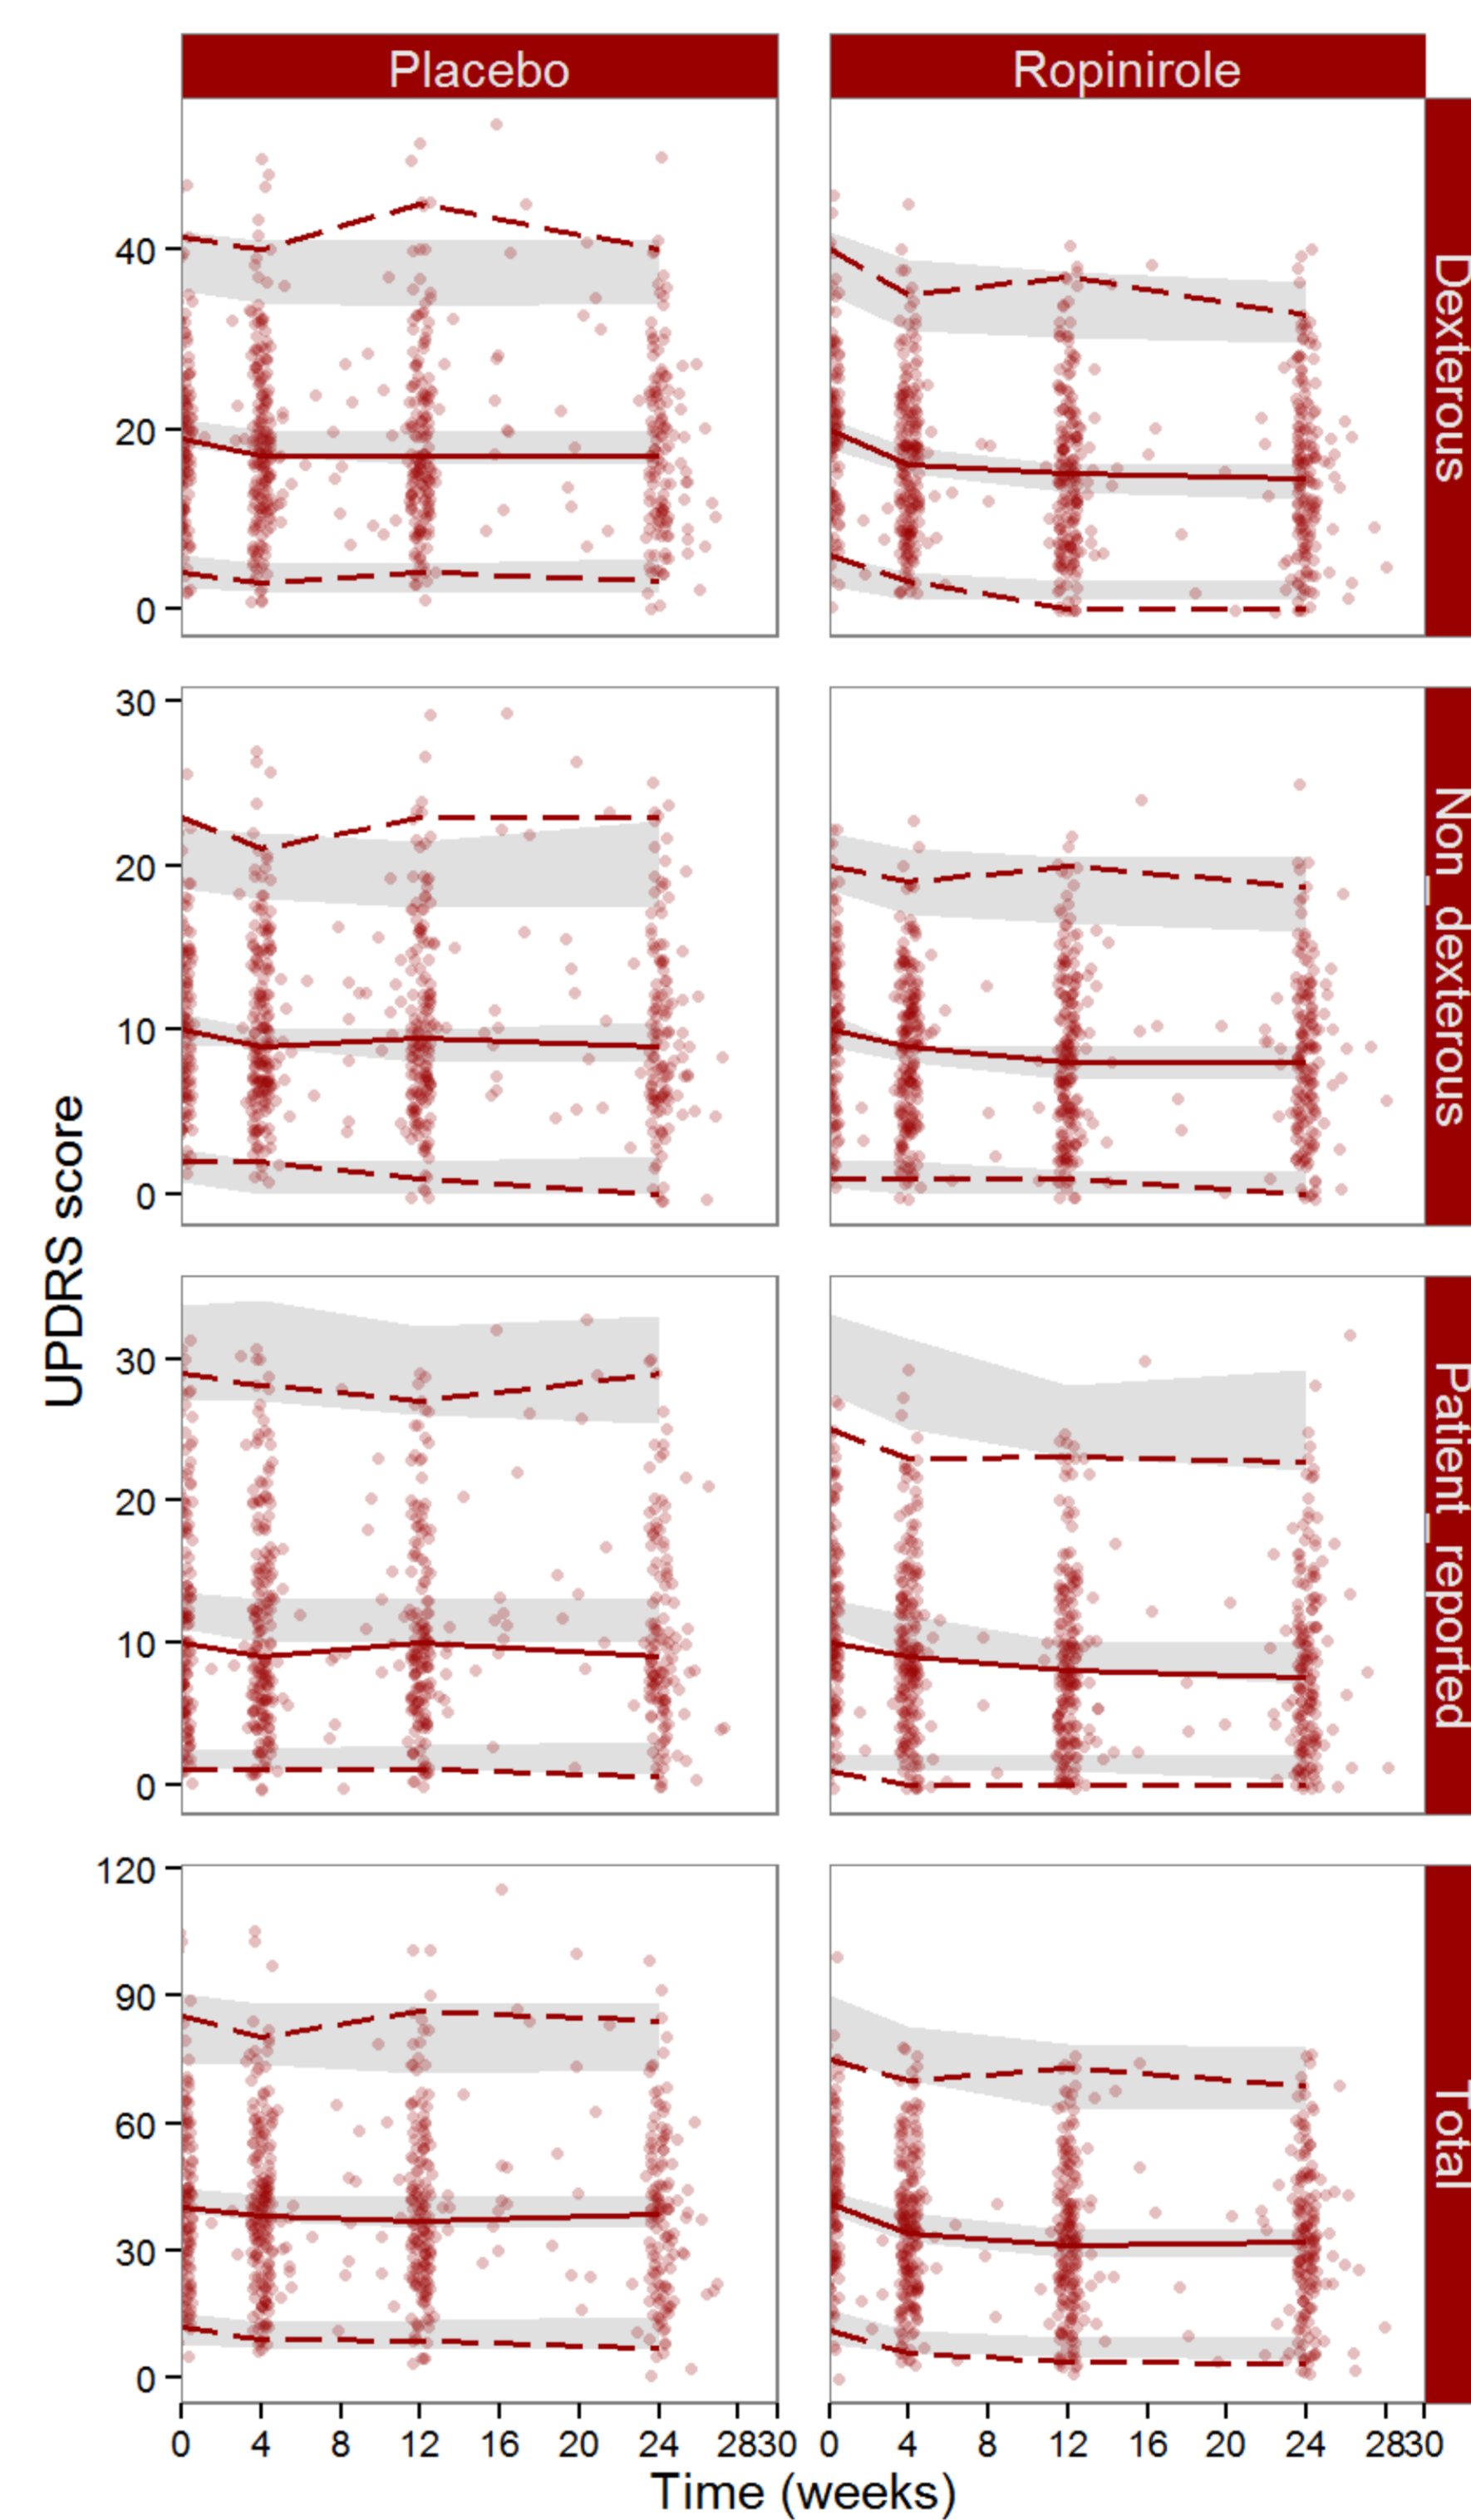 Placebo
Ropinirole
40
20
0
Dexterous
30
20
10
0
Non_dexterous
UPDRS score
30
20
10
0
Patient_reported
120
90
60
30
0
Total
0 4 8 12 16 20 24 2830
0 4 8 12 16 20 24 2830
Time (weeks)